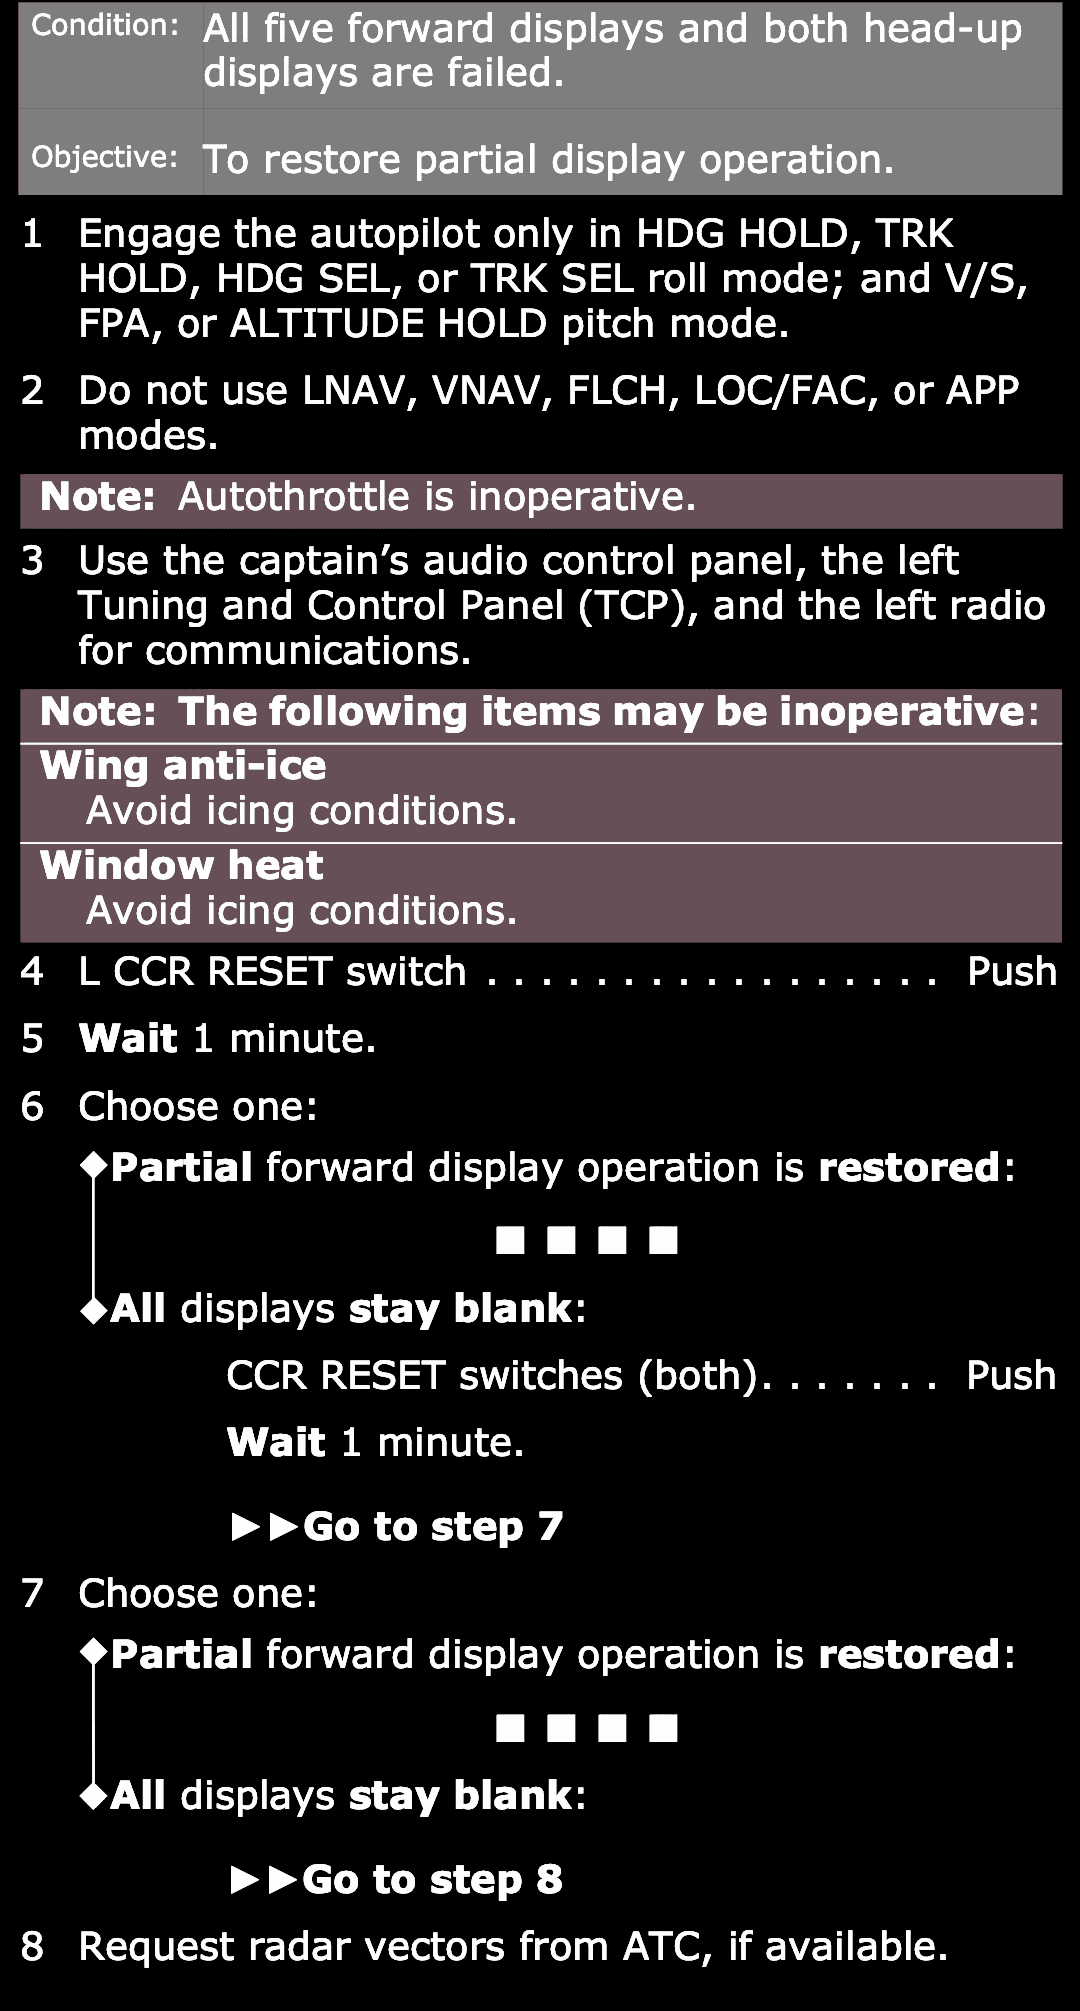 Condition: All five forward displays and both head-up
displays are failed.
Objective: To restore partial display operation.
1 Engage the autopilot only in HDG HOLD, TRK
HOLD, HDG SEL, or TRK SEL roll mode; and V/S,
FPA, or ALTITUDE HOLD pitch mode.
2 Do not use LNAV, VNAV, FLCH, LOC/FAC, or APP
modes.
Note: Autothrottle is inoperative.
3 Use the captain’s audio control panel, the left
Tuning and Control Panel (TCP), and the left radio
for communications.
Note: The following items may be inoperative:
Wing anti-ice
Avoid icing conditions.
Window heat
Avoid icing conditions.
4 L CCR RESET switch . . . . . . . . . . . . . . . . . Push
5 Wait 1 minute.
6 Choose one:
◆Partial forward display operation is restored:
■ ■ ■ ■
◆All displays stay blank:
CCR RESET switches (both). . . . . . . Push
Wait 1 minute.
▶▶Go to step 7
7 Choose one:
◆Partial forward display operation is restored:
■ ■ ■ ■
◆All displays stay blank:
▶▶Go to step 8
8 Request radar vectors from ATC, if available.